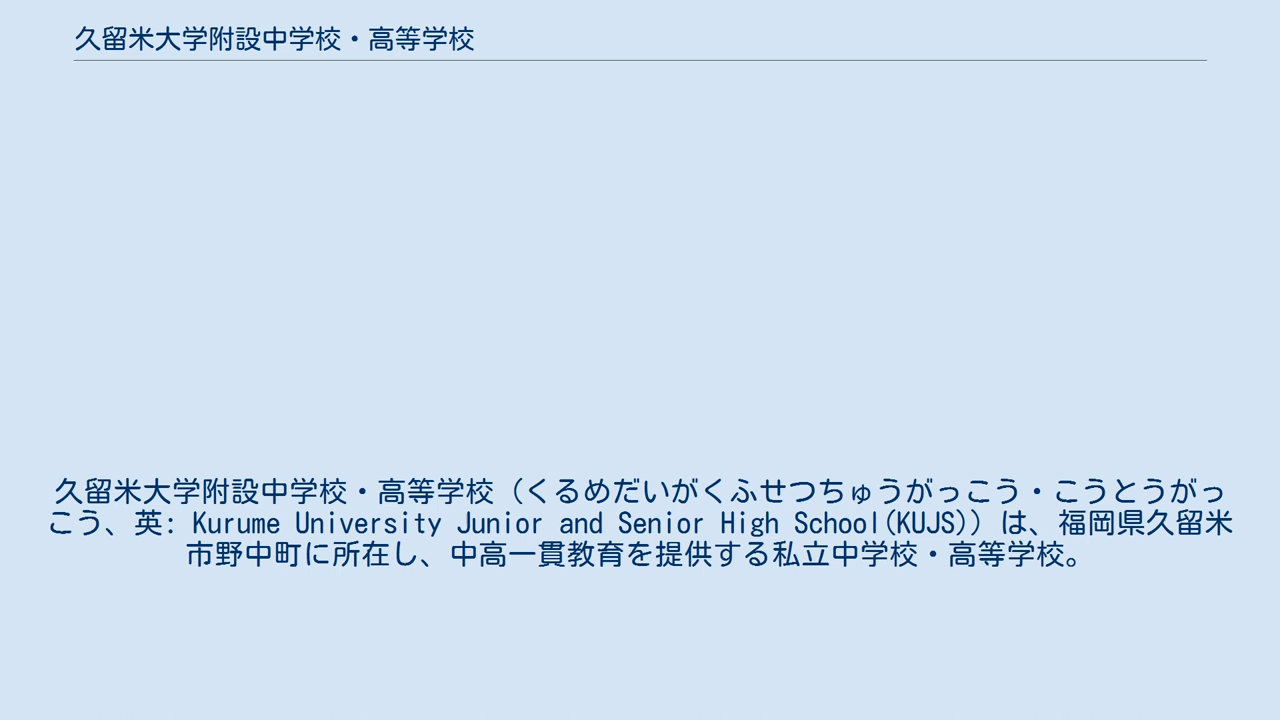 久留米大学附設中学校・高等学校
久留米大学附設中学校・高等学校（くるめだいがくふせつちゅうがっこう・こうとうがっ
こう、英: Kurume University Junior and Senior High School(KUJS)）は、福岡県久留米
市野中町に所在し、中高一貫教育を提供する私立中学校・高等学校。